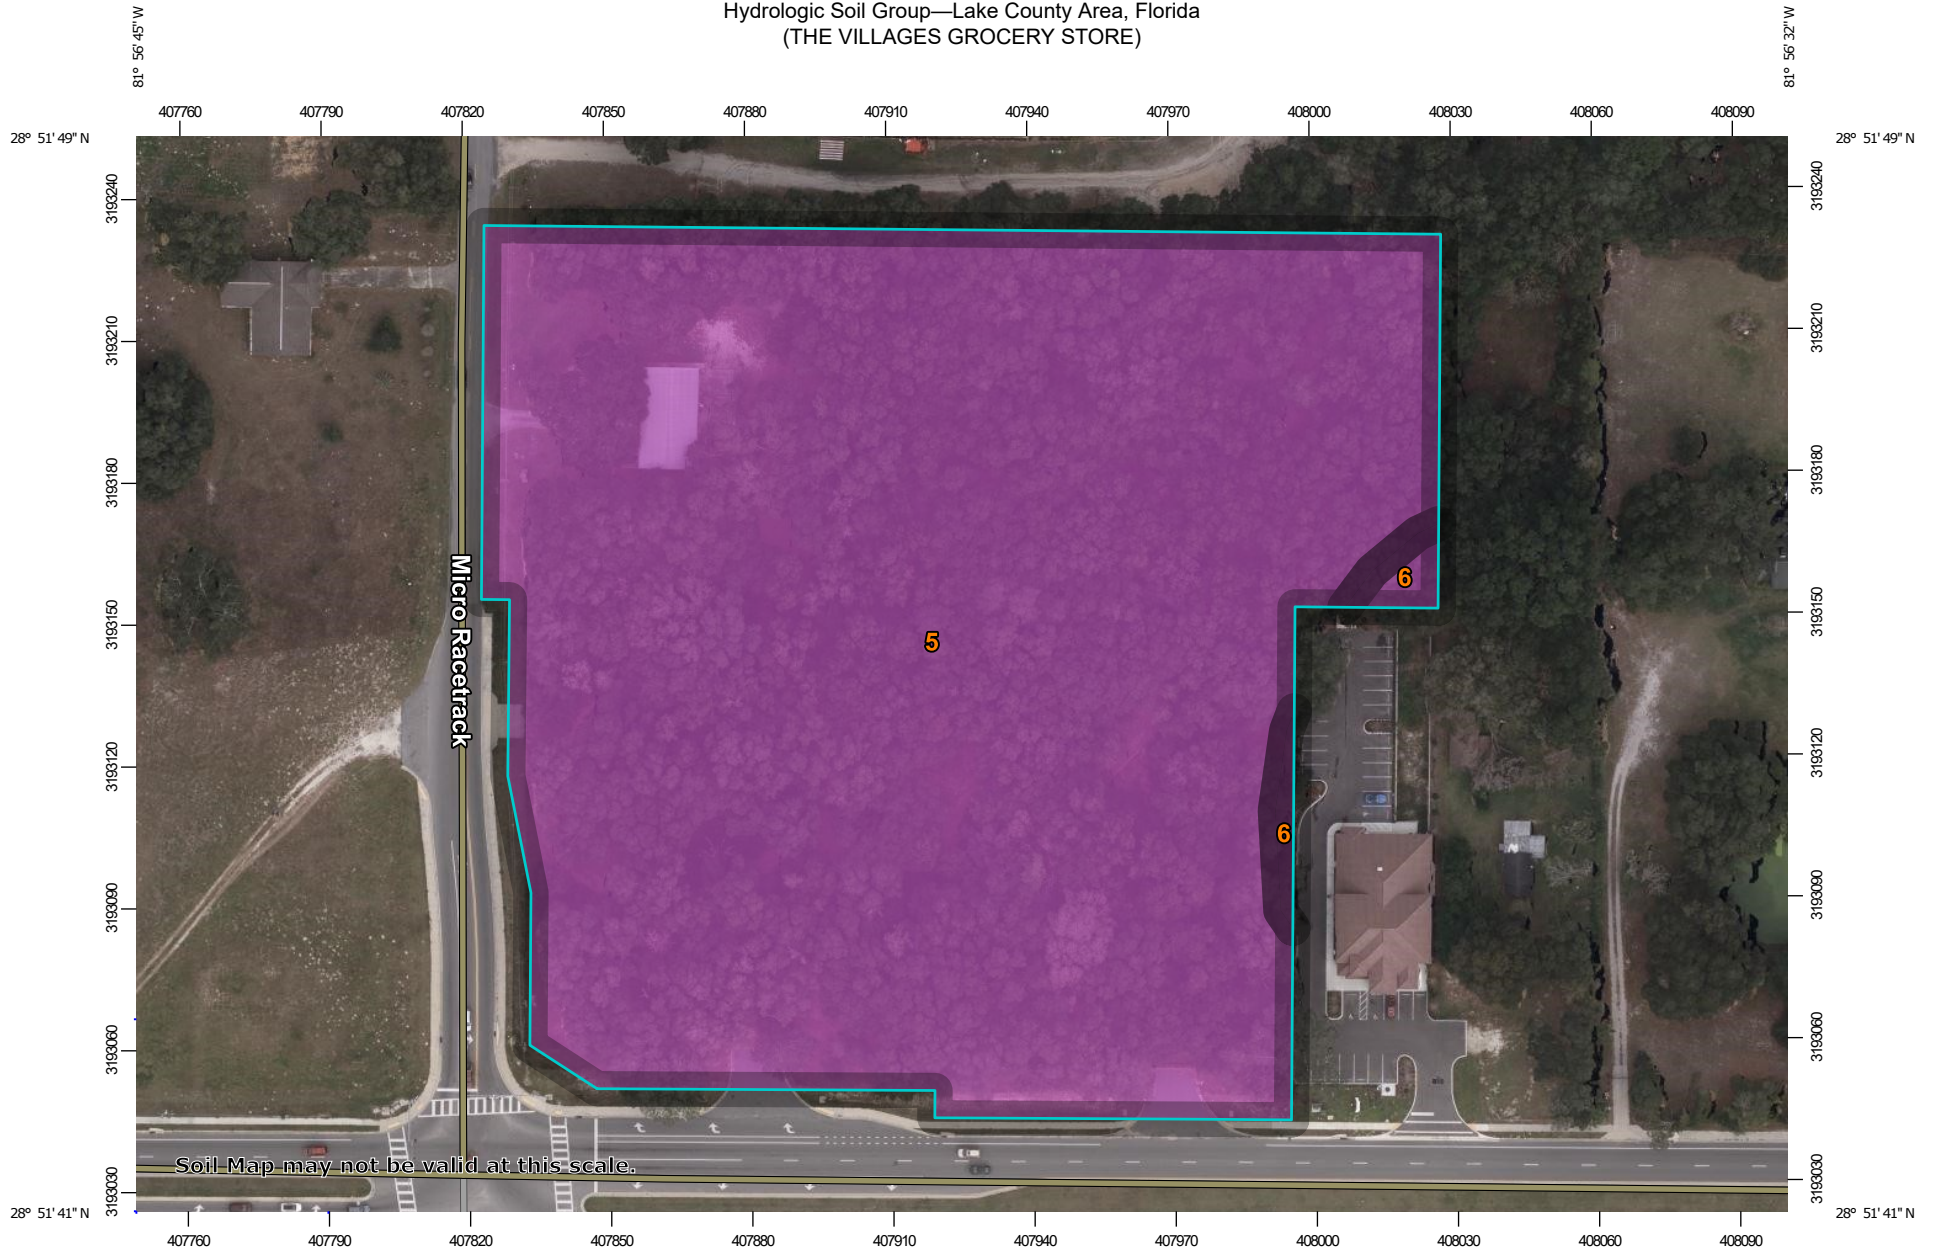 Hydrologic Soil Group—Lake County Area, Florida
(THE VILLAGES GROCERY STORE)
81° 56' 45'' W
81° 56' 32'' W
407760 407790 407820 407850 407880 407910 407940 407970 408000 408030 408060 408090
28° 51' 49'' N
28° 51' 49'' N
3193240
3193240
3193210
3193210
3193180
3193180
6
Micro Racetrack
5
3193150
3193150
3193120
3193120
6
3193090
3193090
3193060
3193060
Soil Map may not be valid at this scale.
3193030
3193030
28° 51' 41'' N
28° 51' 41'' N
407760 407790 407820 407850 407880 407910 407940 407970 408000 408030 408060 408090